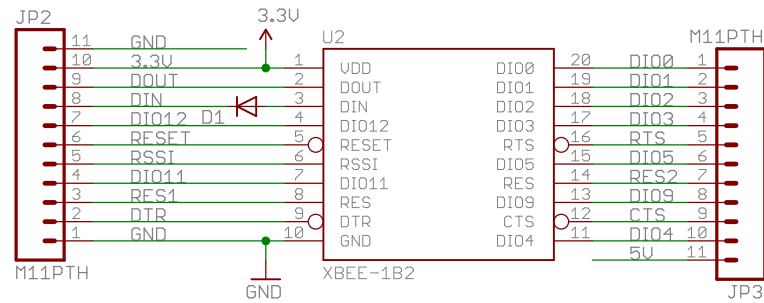 JP2
3.3V
U2
M11PTH
11 GND
10 3.3V 1 VDD DIO0 20 DIO0 1
9 DOUT 2 DOUT DIO1 19 DIO1 2
8 DIN 3 DIN DIO2 18 DIO2 3
7 DIO12 D1 4 DIO12 DIO3 17 DIO3 4
6 RESET 5 RESET RTS 16 RTS 5
5 RSSI 6 RSSI DIO5 15 DIO5 6
4 DIO11 7 DIO11 RES 14 RES2 7
3 RES1 8 RES DIO9 13 DIO9 8
2 DTR 9 DTR CTS 12 CTS 9
1 GND 10 GND DIO4 11 DIO4 10
5V 11
M11PTH
XBEE-1B2
GND
JP3